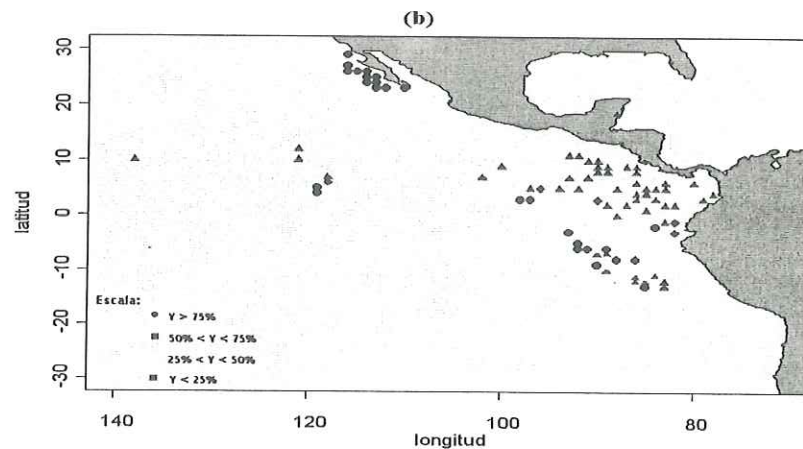 (b)
30
20
10
0
-10
-20
-30
latitud
Escala:
Y > 75%
50% < Y < 75%
25% < Y < 50%
Y < 25%
140
120
100
80
longitud